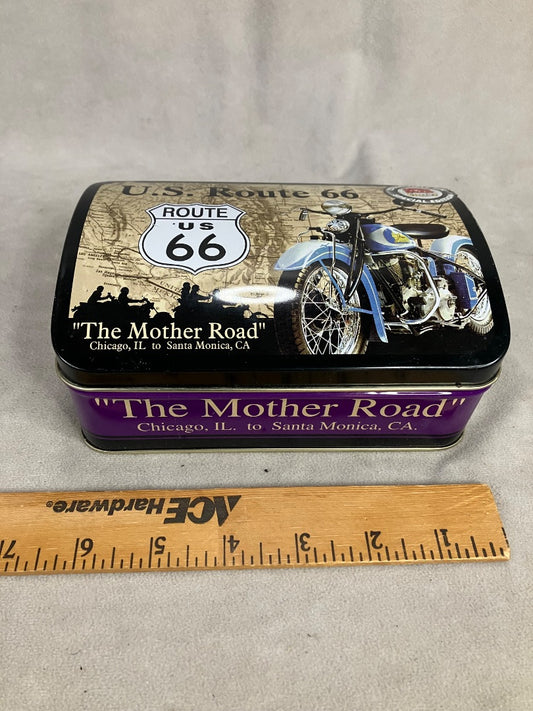 U.S. Route 66
ROUTE
US
66
"The Mother Road"
Chicago, IL to Santa Monica, CA
"The Mother Road"
Chicago, IL. to Santa Monica, CA.
ACE Hardware®
7 6 5 4 3 2 1